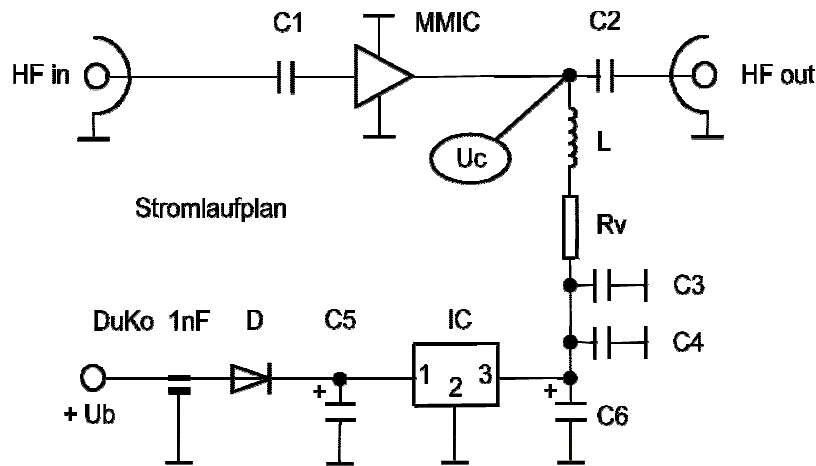 C1
MMIC
C2
HF in
HF out
Uc
L
Stromlaufplan
Rv
C3
DuKo 1nF
D
C5
IC
C4
1
2
3
+
+
+ Ub
C6